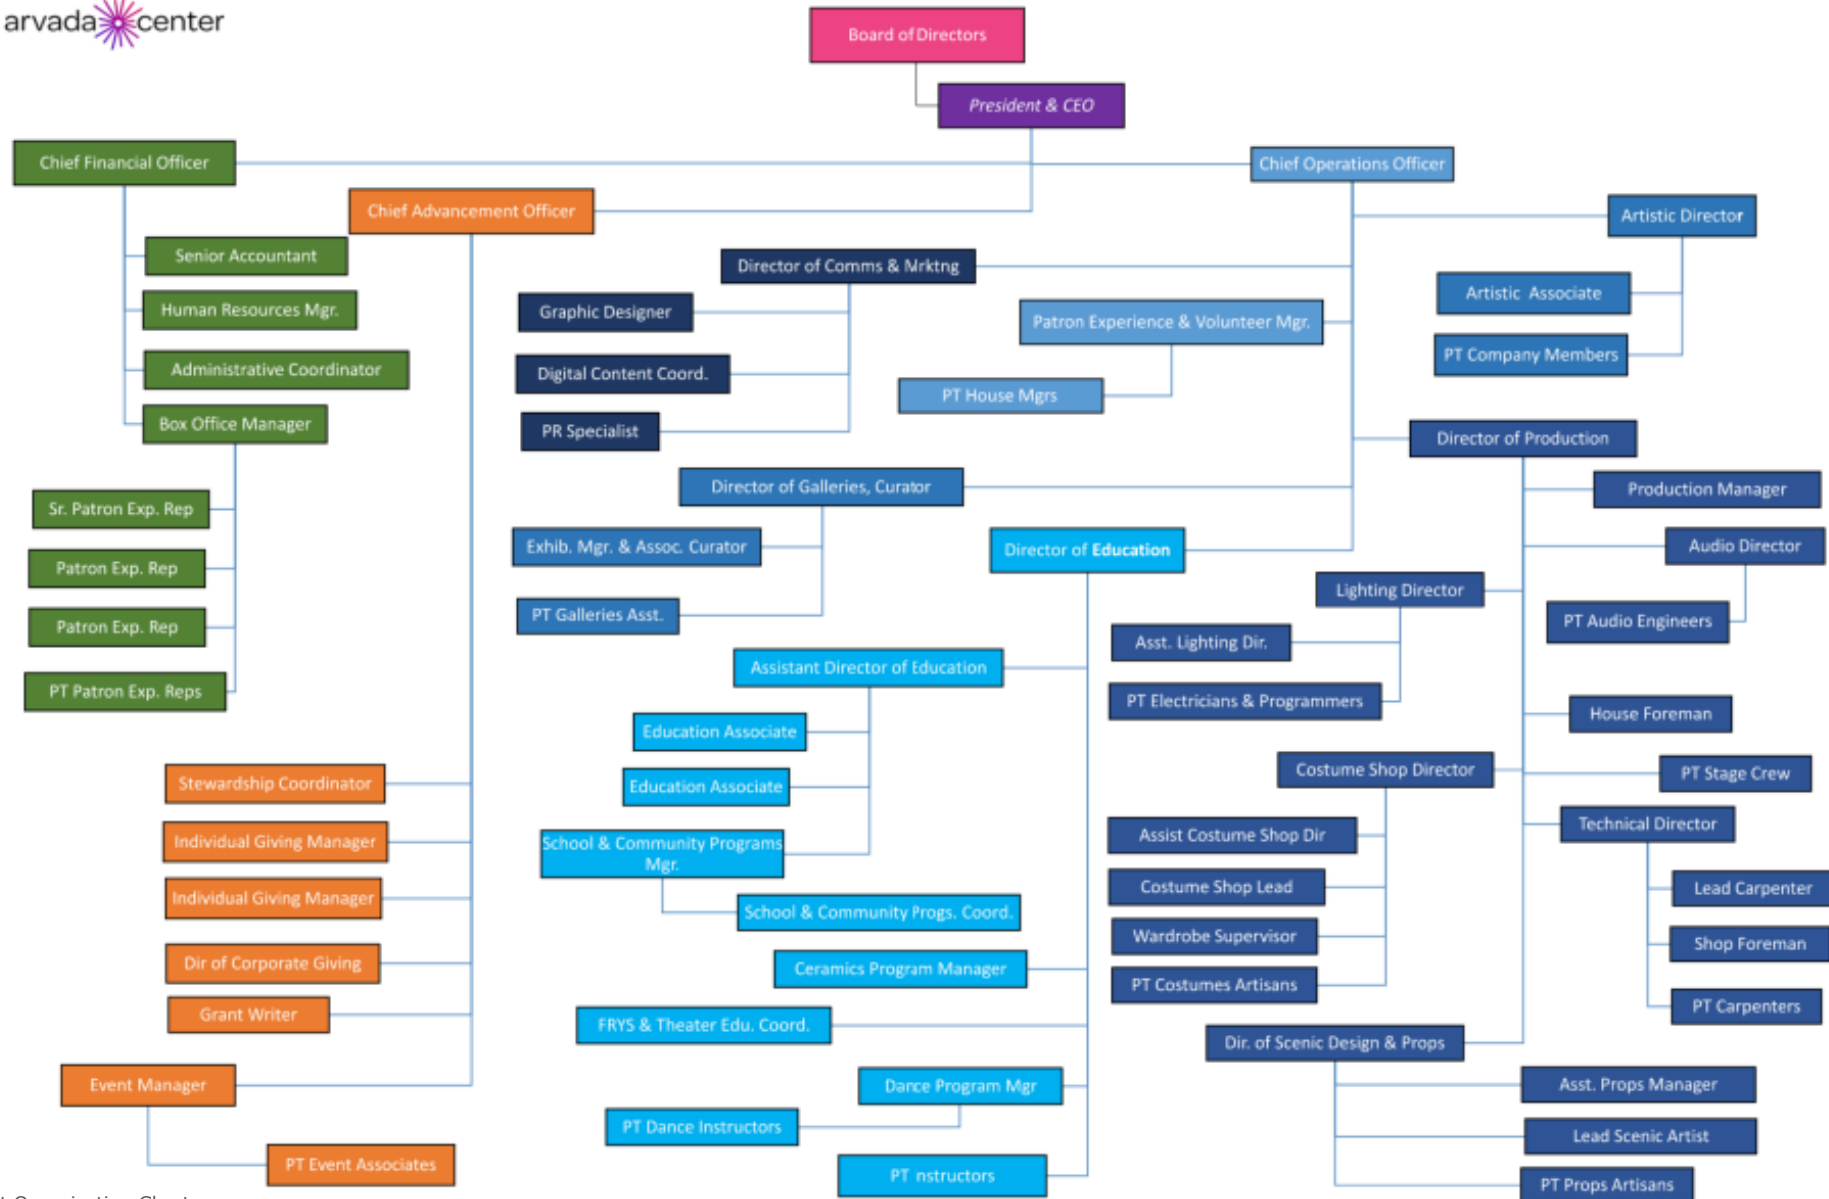 arvada center
Board of Directors
President & CEO
Chief Financial Officer
Chief Operations Officer
Chief Advancement Officer
Artistic Director
Senior Accountant
Director of Comms & Mrktng
Artistic Associate
Human Resources Mgr.
Graphic Designer
Patron Experience & Volunteer Mgr.
PT Company Members
Administrative Coordinator
Digital Content Coord.
PT House Mgrs
Box Office Manager
PR Specialist
Director of Production
Director of Galleries, Curator
Production Manager
Sr. Patron Exp. Rep
Exhib. Mgr. & Assoc. Curator
Director of Education
Audio Director
Patron Exp. Rep
Lighting Director
PT Galleries Asst.
PT Audio Engineers
Patron Exp. Rep
Asst. Lighting Dir.
Assistant Director of Education
PT Patron Exp. Reps
PT Electricians & Programmers
House Foreman
Education Associate
Costume Shop Director
PT Stage Crew
Stewardship Coordinator
Education Associate
Technical Director
Individual Giving Manager
School & Community Programs
Mgr.
Assist Costume Shop Dir
Lead Carpenter
Individual Giving Manager
Costume Shop Lead
School & Community Progs. Coord.
Wardrobe Supervisor
Shop Foreman
Dir of Corporate Giving
Ceramics Program Manager
PT Costumes Artisans
PT Carpenters
Grant Writer
FRYS & Theater Edu. Coord.
Dir. of Scenic Design & Props
Event Manager
Dance Program Mgr
Asst. Props Manager
PT Dance Instructors
Lead Scenic Artist
PT Event Associates
PT nstructors
PT Props Artisans